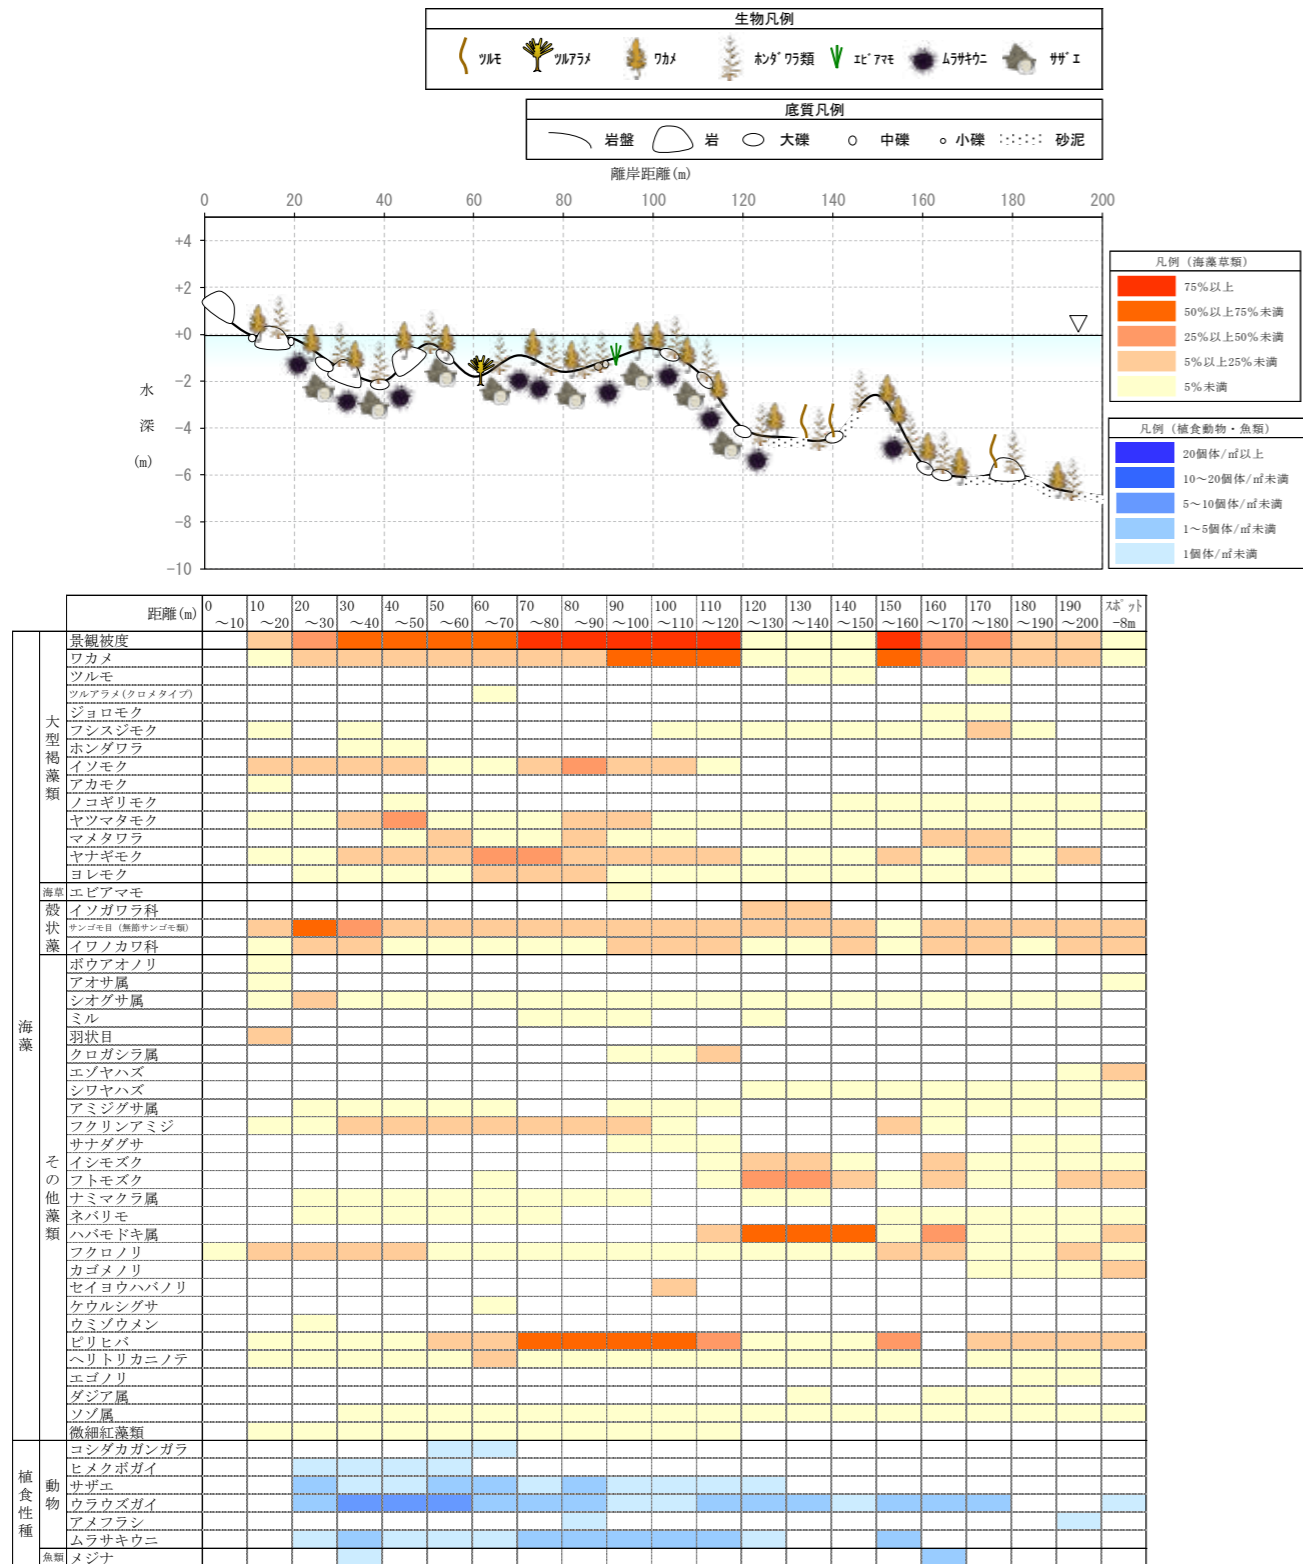 生物凡例
ﾂﾙﾓ ﾂﾙｱﾗﾒ ﾜｶﾒ ﾎﾝﾀﾞﾜﾗ類 ｴﾋﾞｱﾏﾓ ﾑﾗｻｷｳﾆ ｻｻﾞｴ
底質凡例
岩盤 岩 大礫 中礫 小礫 砂泥
離岸距離(m)
0 20 40 60 80 100 120 140 160 180 200
+4
+2
+0
-2
-4
-6
-8
-10
水
深
(m)
凡例（海藻草類）
75%以上
50%以上75%未満
25%以上50%未満
5%以上25%未満
5%未満
凡例（植食動物・魚類）
20個体/㎡以上
10～20個体/㎡未満
5～10個体/㎡未満
1～5個体/㎡未満
1個体/㎡未満
距離(m) 0 10 20 30 40 50 60 70 80 90 100 110 120 130 140 150 160 170 180 190 ｽﾎﾟｯﾄ
～10 ～20 ～30 ～40 ～50 ～60 ～70 ～80 ～90 ～100 ～110 ～120 ～130 ～140 ～150 ～160 ～170 ～180 ～190 ～200 -8m
海藻
大型褐藻類
景観被度
ワカメ
ツルモ
ツルアラメ(クロメタイプ)
ジョロモク
フシスジモク
ホンダワラ
イソモク
アカモク
ノコギリモク
ヤツマタモク
マメタワラ
ヤナギモク
ヨレモク
海草 エビアマモ
殻状藻
イソガワラ科
サンゴモ目（無節サンゴモ類）
イワノカワ科
その他藻類
ボウアオノリ
アオサ属
シオグサ属
ミル
羽状目
クロガシラ属
エゾヤハズ
シワヤハズ
アミジグサ属
フクリンアミジ
サナダグサ
イシモズク
フトモズク
ナミマクラ属
ネバリモ
ハバモドキ属
フクロノリ
カゴメノリ
セイヨウハバノリ
ケウルシグサ
ウミゾウメン
ピリヒバ
ヘリトリカニノテ
エゴノリ
ダジア属
ソゾ属
微細紅藻類
植食性種
動物
コシダカガンガラ
ヒメクボガイ
サザエ
ウラウズガイ
アメフラシ
ムラサキウニ
魚類 メジナ